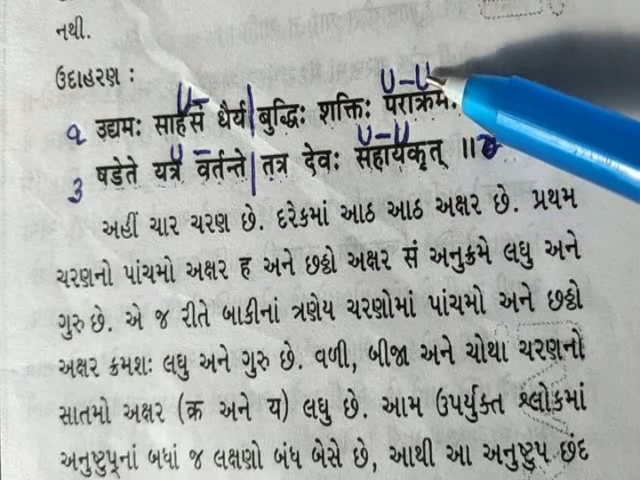 નથી.
ઉદાહરણ :
१ उद्यमः साहसं धैर्यं बुद्धिः शक्तिः पराक्रमः
३ षडेते यत्र वर्तन्ते तत्र देवः सहायकृत् ॥
અહીં ચાર ચરણ છે. દરેકમાં આઠ આઠ અક્ષર છે. પ્રથમ
ચરણનો પાંચમો અક્ષર ह અને છઠ્ઠો અક્ષર સં અનુક્રમે લઘુ અને
ગુરુ છે. એ જ રીતે બાકીનાં ત્રણેય ચરણોમાં પાંચમો અને છઠ્ઠો
અક્ષર ક્રમશઃ લઘુ અને ગુરુ છે. વળી, બીજા અને ચોથા ચરણનો
સાતમો અક્ષર (क्र અને य) લઘુ છે. આમ ઉપર્યુક્ત શ્લોકમાં
અનુષ્ટુપ્નાં બધાં જ લક્ષણો બંધ બેસે છે, આથી આ અનુષ્ટુપ છંદ